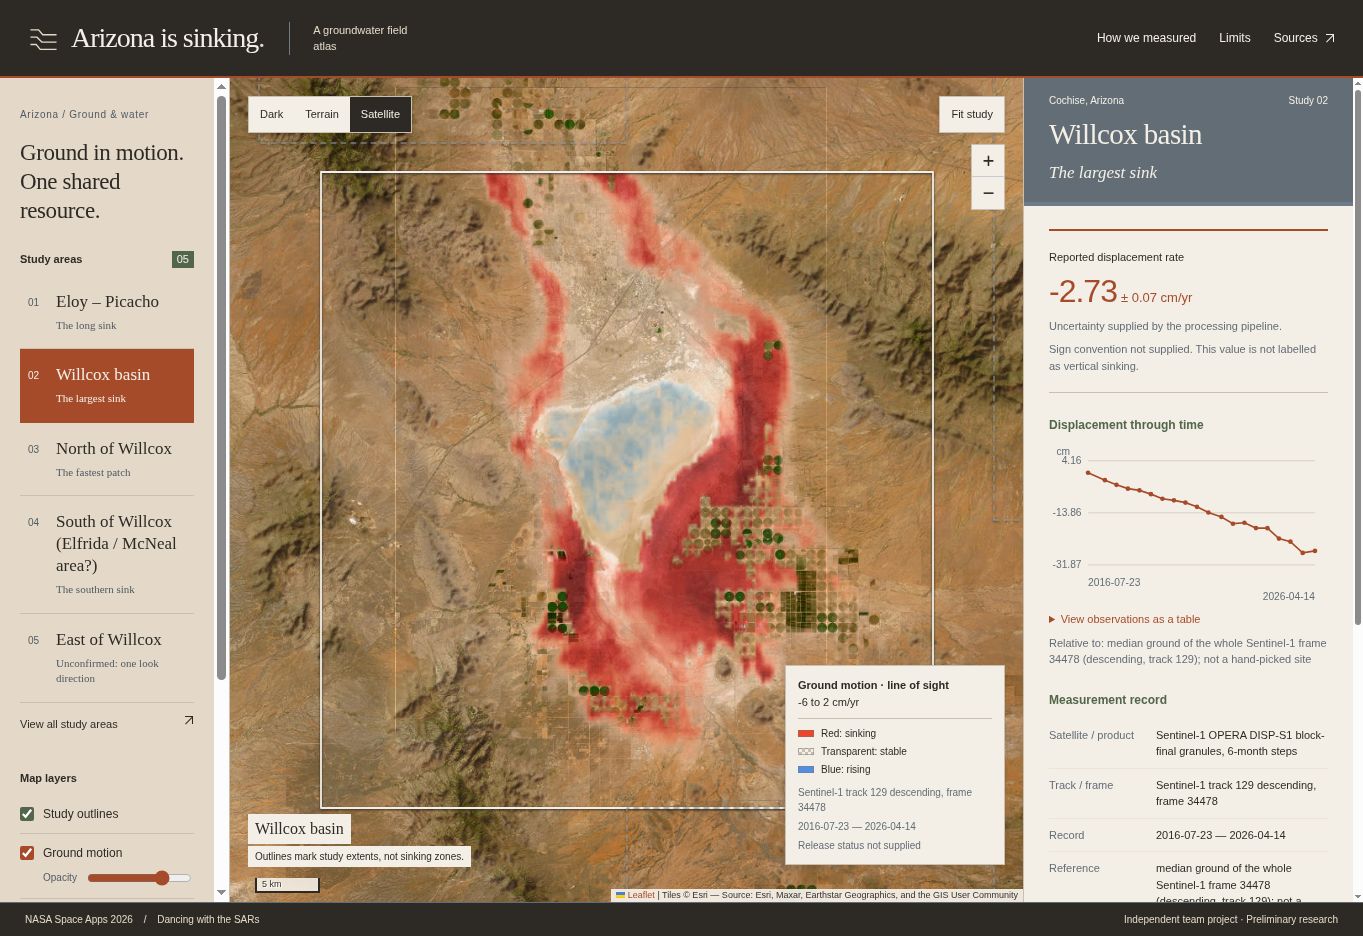 Arizona is sinking.
A groundwater field
atlas
How we measured
Limits
Sources
Arizona / Ground & water
Ground in motion.
One shared
resource.
Study areas
05
01
Eloy – Picacho
The long sink
02
Willcox basin
The largest sink
03
North of Willcox
The fastest patch
04
South of Willcox
(Elfrida / McNeal
area?)
The southern sink
05
East of Willcox
Unconfirmed: one look
direction
View all study areas
Map layers
Study outlines
Ground motion
Opacity
Dark
Terrain
Satellite
Fit study
+
−
Willcox basin
Outlines mark study extents, not sinking zones.
5 km
Ground motion · line of sight
-6 to 2 cm/yr
Red: sinking
Transparent: stable
Blue: rising
Sentinel-1 track 129 descending, frame
34478
2016-07-23 — 2026-04-14
Release status not supplied
Leaflet | Tiles © Esri — Source: Esri, Maxar, Earthstar Geographics, and the GIS User Community
Cochise, Arizona
Study 02
Willcox basin
The largest sink
Reported displacement rate
-2.73 ± 0.07 cm/yr
Uncertainty supplied by the processing pipeline.
Sign convention not supplied. This value is not labelled
as vertical sinking.
Displacement through time
cm
4.16
-13.86
-31.87
2016-07-23
2026-04-14
View observations as a table
Relative to: median ground of the whole Sentinel-1 frame
34478 (descending, track 129); not a hand-picked site
Measurement record
Satellite / product
Sentinel-1 OPERA DISP-S1 block-
final granules, 6-month steps
Track / frame
Sentinel-1 track 129 descending,
frame 34478
Record
2016-07-23 — 2026-04-14
Reference
median ground of the whole
Sentinel-1 frame 34478
(descending, track 129); not a
NASA Space Apps 2026 / Dancing with the SARs
Independent team project · Preliminary research